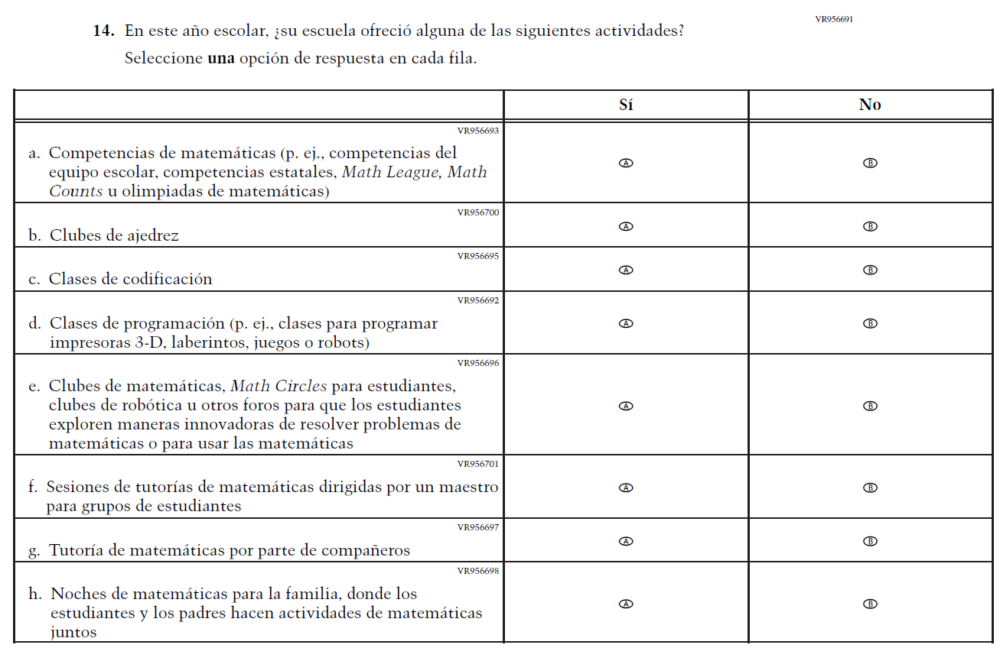 VR956691
14. En este año escolar, ¿su escuela ofreció alguna de las siguientes actividades?
Seleccione una opción de respuesta en cada fila.
Sí No
VR956693
a. Competencias de matemáticas (p. ej., competencias del
equipo escolar, competencias estatales, Math League, Math
Counts u olimpiadas de matemáticas)
A B
VR956700
b. Clubes de ajedrez
A B
VR956695
c. Clases de codificación
A B
VR956692
d. Clases de programación (p. ej., clases para programar
impresoras 3-D, laberintos, juegos o robots)
A B
VR956696
e. Clubes de matemáticas, Math Circles para estudiantes,
clubes de robótica u otros foros para que los estudiantes
exploren maneras innovadoras de resolver problemas de
matemáticas o para usar las matemáticas
A B
VR956701
f. Sesiones de tutorías de matemáticas dirigidas por un maestro
para grupos de estudiantes
A B
VR956697
g. Tutoría de matemáticas por parte de compañeros
A B
VR956698
h. Noches de matemáticas para la familia, donde los
estudiantes y los padres hacen actividades de matemáticas
juntos
A B